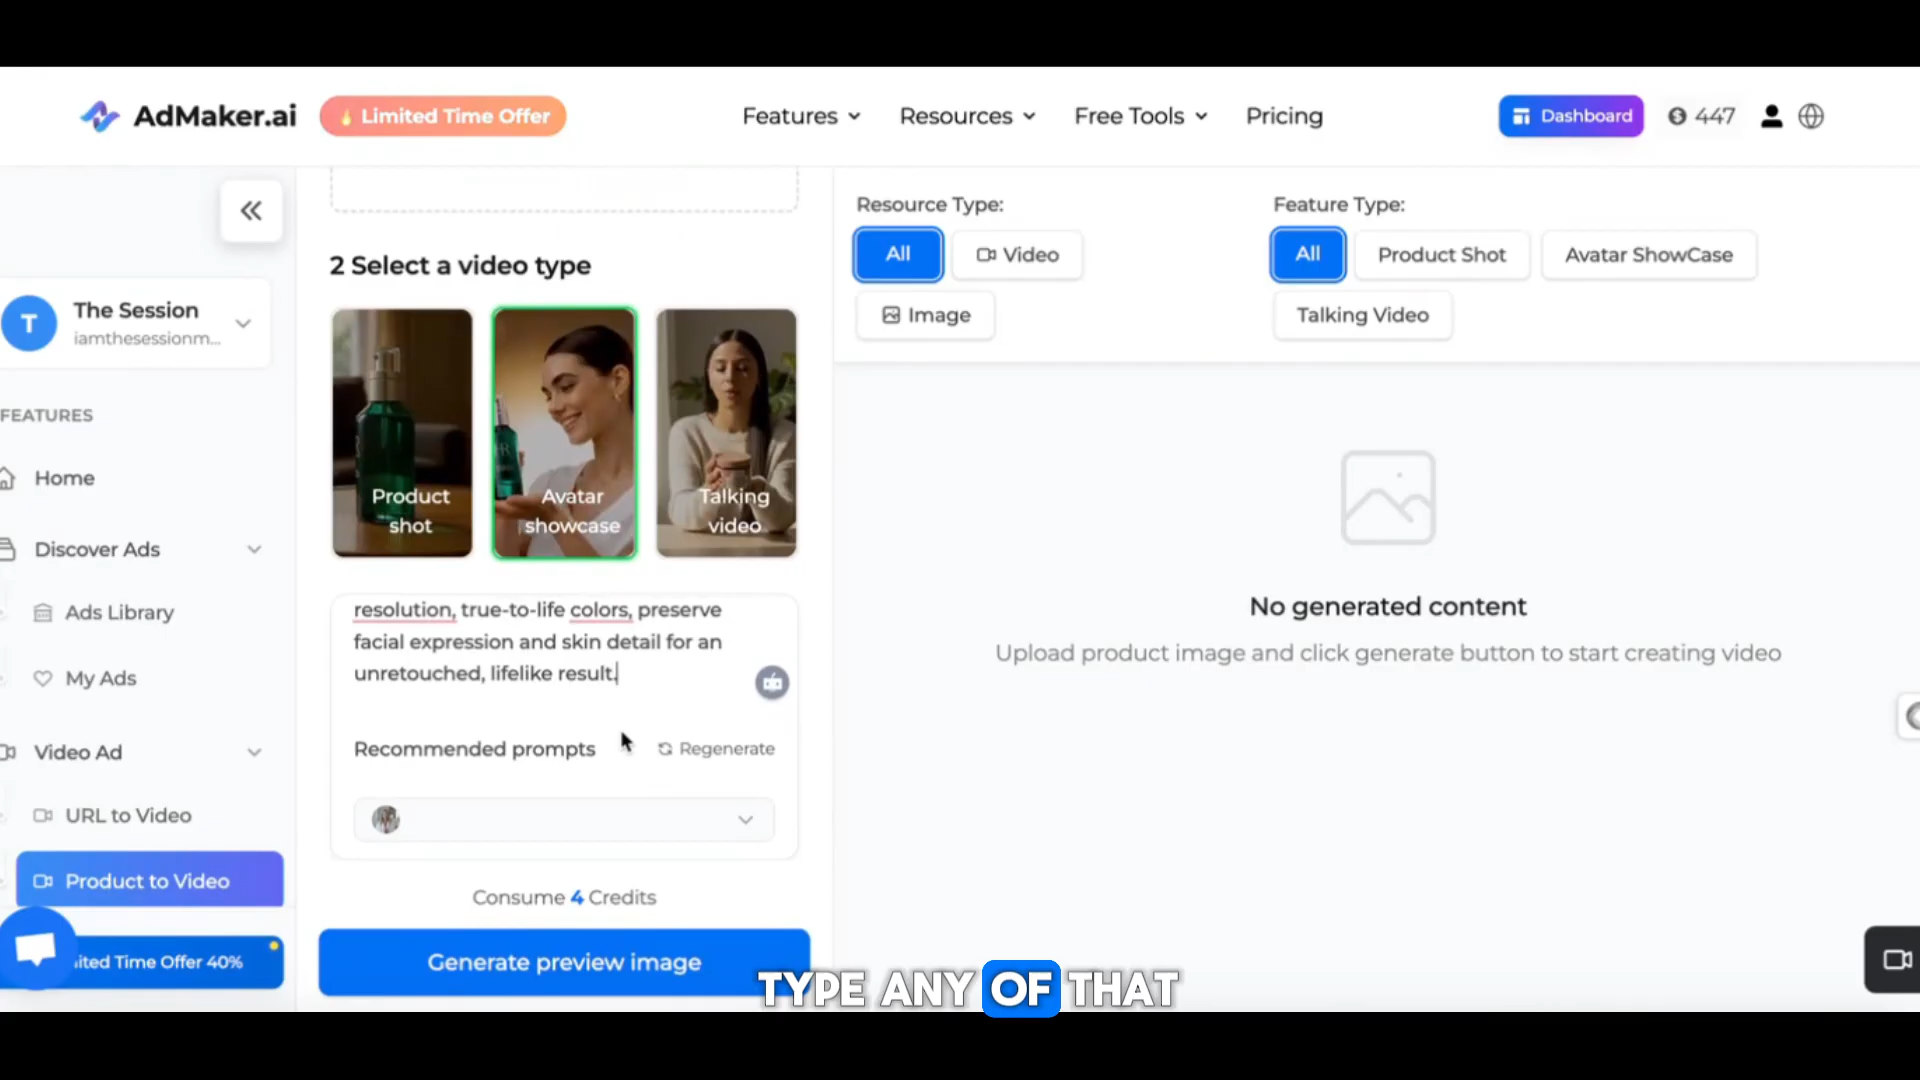 AdMaker.ai
Limited Time Offer
Features
Resources
Free Tools
Pricing
Dashboard
447
The Session
iamthesessionm...
FEATURES
Home
Discover Ads
Ads Library
My Ads
Video Ad
URL to Video
Product to Video
ited Time Offer 40%
2 Select a video type
Product
shot
Avatar
showcase
Talking
video
resolution, true-to-life colors, preserve
facial expression and skin detail for an
unretouched, lifelike result.
Recommended prompts
Regenerate
Consume 4 Credits
Generate preview image
Resource Type:
All
Video
Image
Feature Type:
All
Product Shot
Avatar ShowCase
Talking Video
No generated content
Upload product image and click generate button to start creating video
TYPE ANY OF THAT